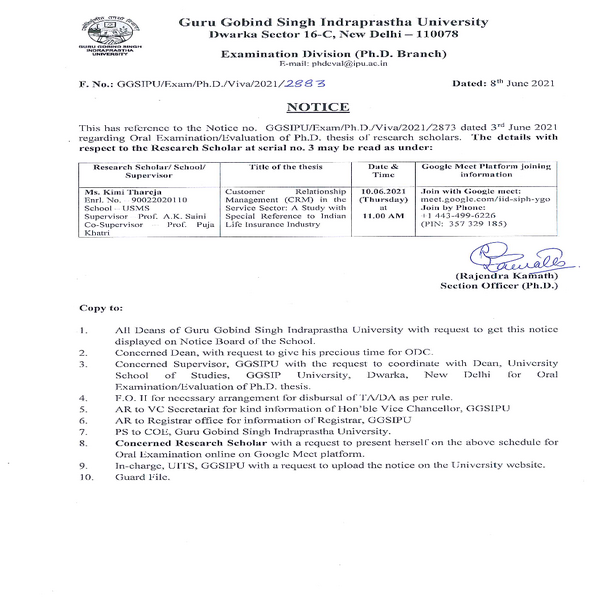 Guru Gobind Singh Indraprastha University
Dwarka Sector 16-C, New Delhi – 110078
GURU GOBIND SINGH
INDRAPRASTHA
UNIVERSITY
Examination Division (Ph.D. Branch)
E-mail: phdeval@ipu.ac.in
F. No.: GGSIPU/Exam/Ph.D./Viva/2021/2883 Dated: 8th June 2021
NOTICE
This has reference to the Notice no. GGSIPU/Exam/Ph.D./Viva/2021/2873 dated 3rd June 2021
regarding Oral Examination/Evaluation of Ph.D. thesis of research scholars. The details with
respect to the Research Scholar at serial no. 3 may be read as under:
Research Scholar/ School/
Supervisor
Title of the thesis
Date &
Time
Google Meet Platform joining
information
Ms. Kimi Thareja
Enrl. No. – 90022020110
School –USMS
Supervisor – Prof. A.K. Saini
Co-Supervisor – Prof. Puja
Khatri
Customer Relationship
Management (CRM) in the
Service Sector: A Study with
Special Reference to Indian
Life Insurance Industry
10.06.2021
(Thursday)
at
11.00 AM
Join with Google meet:
meet.google.com/iid-siph-ygo
Join by Phone:
+1 443-499-6226
(PIN: 357 329 185)
(Rajendra Kamath)
Section Officer (Ph.D.)
Copy to:
1. All Deans of Guru Gobind Singh Indraprastha University with request to get this notice
displayed on Notice Board of the School.
2. Concerned Dean, with request to give his precious time for ODC.
3. Concerned Supervisor, GGSIPU with the request to coordinate with Dean, University
School of Studies, GGSIP University, Dwarka, New Delhi for Oral
Examination/Evaluation of Ph.D. thesis.
4. F.O. II for necessary arrangement for disbursal of TA/DA as per rule.
5. AR to VC Secretariat for kind information of Hon'ble Vice Chancellor, GGSIPU
6. AR to Registrar office for information of Registrar, GGSIPU
7. PS to COE, Guru Gobind Singh Indraprastha University.
8. Concerned Research Scholar with a request to present herself on the above schedule for
Oral Examination online on Google Meet platform.
9. In-charge, UITS, GGSIPU with a request to upload the notice on the University website.
10. Guard File.